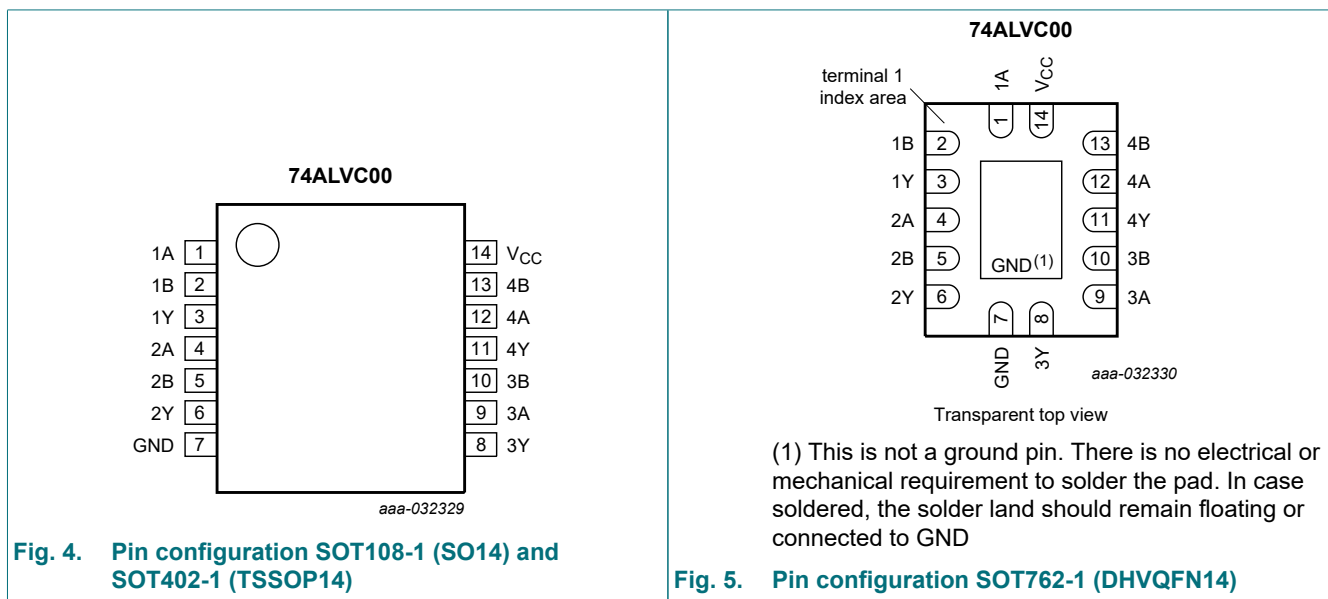 74ALVC00
1A 1
1B 2
1Y 3
2A 4
2B 5
2Y 6
GND 7
14 VCC
13 4B
12 4A
11 4Y
10 3B
9 3A
8 3Y
aaa-032329
Fig. 4. Pin configuration SOT108-1 (SO14) and
SOT402-1 (TSSOP14)
74ALVC00
terminal 1
index area
1A
VCC
1
14
1B 2
1Y 3
2A 4
2B 5
2Y 6
13 4B
12 4A
11 4Y
10 3B
9 3A
GND(1)
7
8
GND
3Y
aaa-032330
Transparent top view
(1) This is not a ground pin. There is no electrical or
mechanical requirement to solder the pad. In case
soldered, the solder land should remain floating or
connected to GND
Fig. 5. Pin configuration SOT762-1 (DHVQFN14)